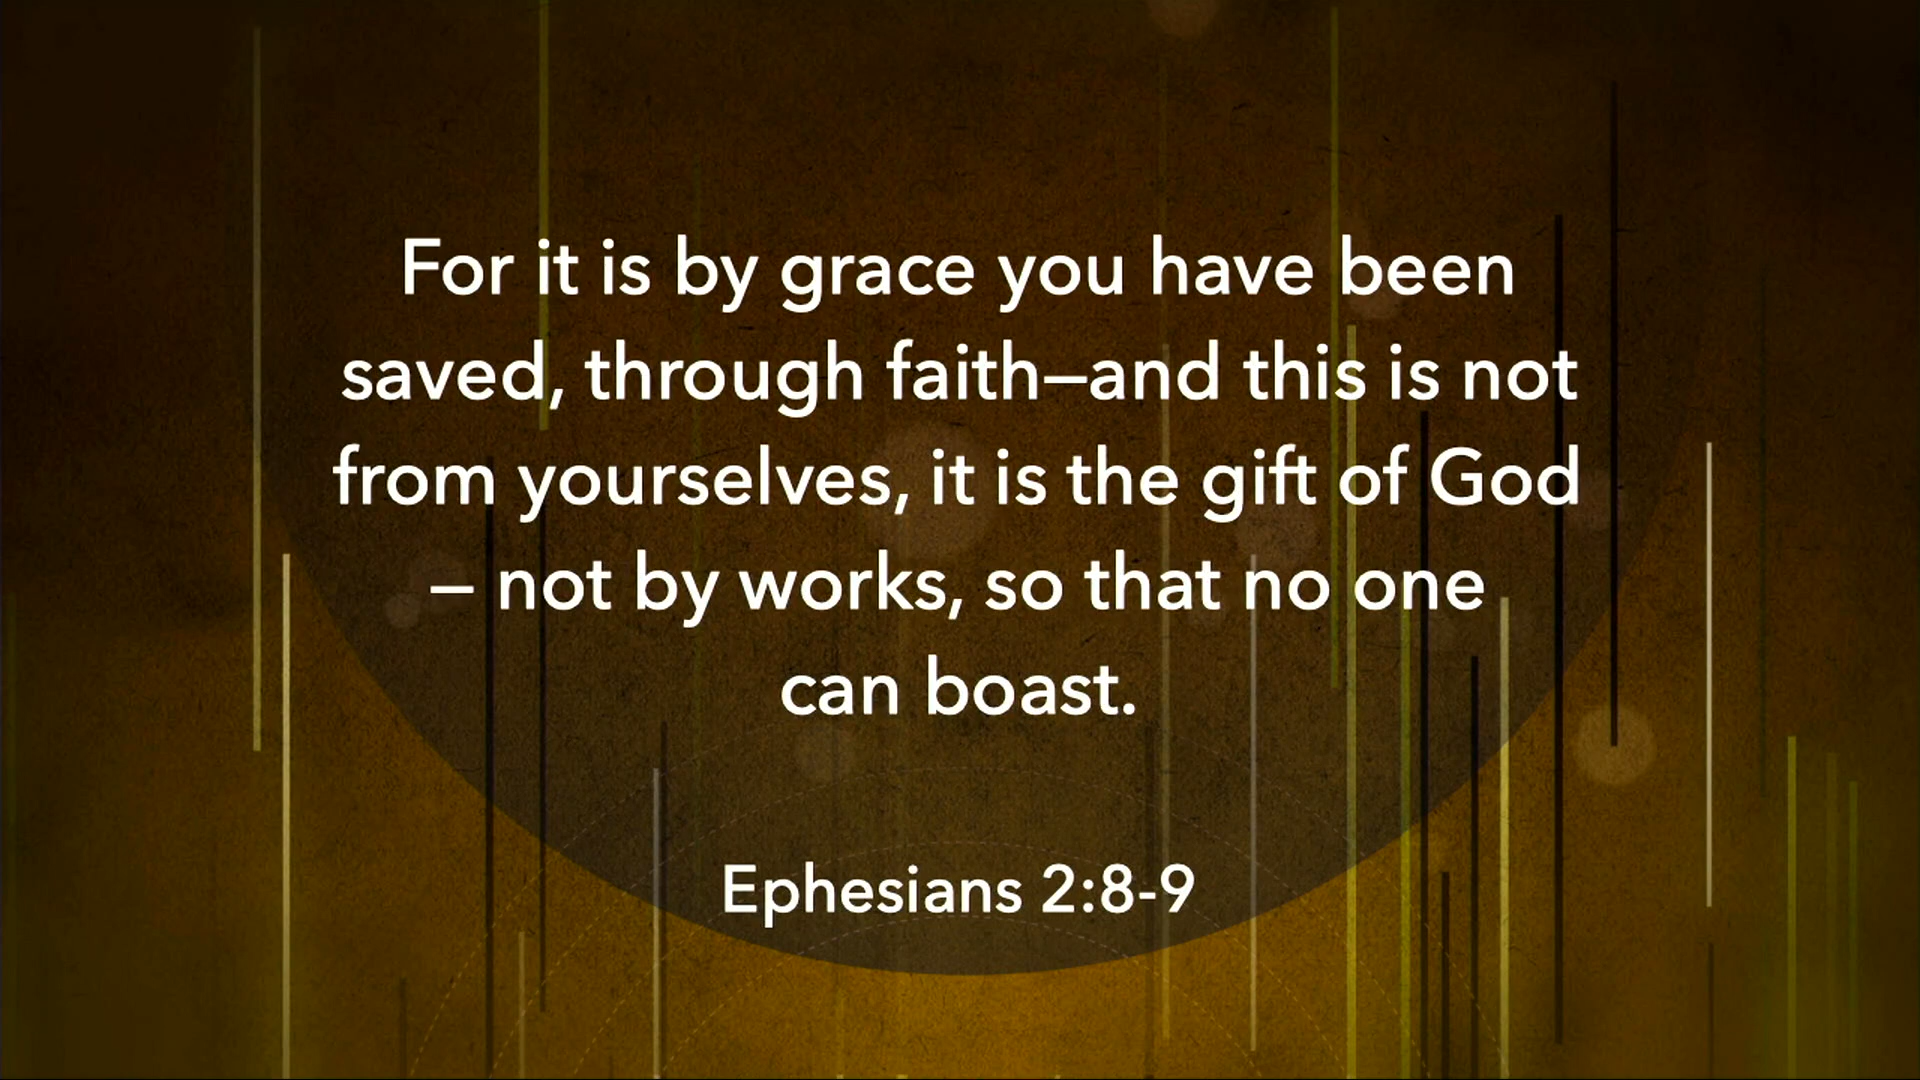 For it is by grace you have been
saved, through faith—and this is not
from yourselves, it is the gift of God
— not by works, so that no one
can boast.
Ephesians 2:8-9